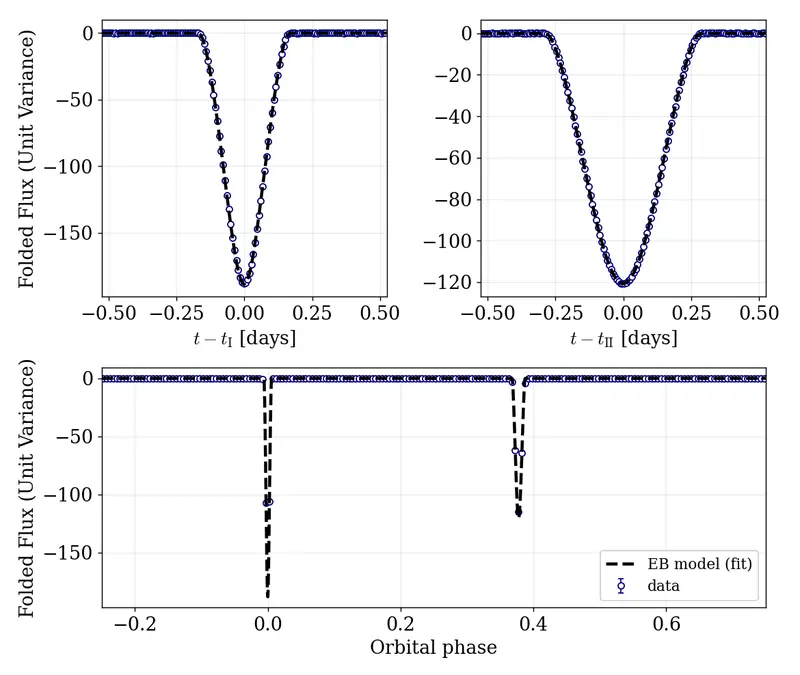 Folded Flux (Unit Variance)
0
−50
−100
−150
−0.50 −0.25 0.00 0.25 0.50
t − tI [days]
0
−20
−40
−60
−80
−100
−120
−0.50 −0.25 0.00 0.25 0.50
t − tII [days]
Folded Flux (Unit Variance)
0
−50
−100
−150
EB model (fit)
data
−0.2 0.0 0.2 0.4 0.6
Orbital phase